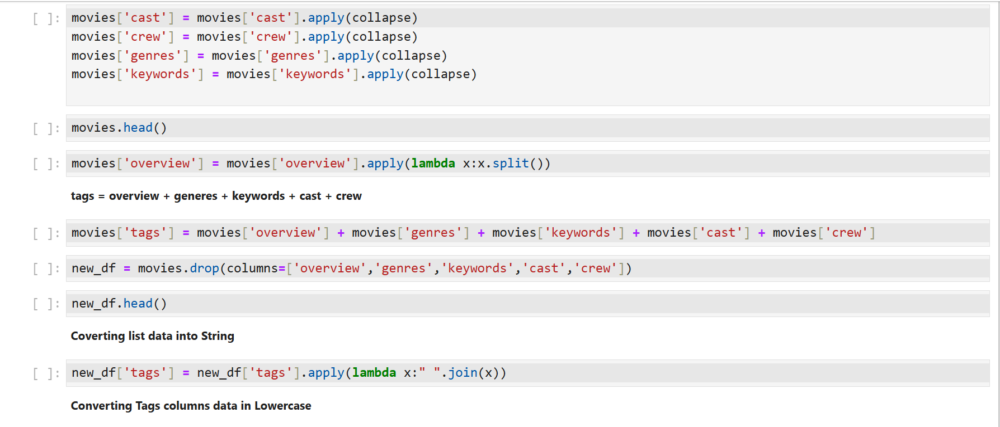 [ ]: movies['cast'] = movies['cast'].apply(collapse)
movies['crew'] = movies['crew'].apply(collapse)
movies['genres'] = movies['genres'].apply(collapse)
movies['keywords'] = movies['keywords'].apply(collapse)
[ ]: movies.head()
[ ]: movies['overview'] = movies['overview'].apply(lambda x:x.split())
tags = overview + generes + keywords + cast + crew
[ ]: movies['tags'] = movies['overview'] + movies['genres'] + movies['keywords'] + movies['cast'] + movies['crew']
[ ]: new_df = movies.drop(columns=['overview','genres','keywords','cast','crew'])
[ ]: new_df.head()
Coverting list data into String
[ ]: new_df['tags'] = new_df['tags'].apply(lambda x:" ".join(x))
Converting Tags columns data in Lowercase